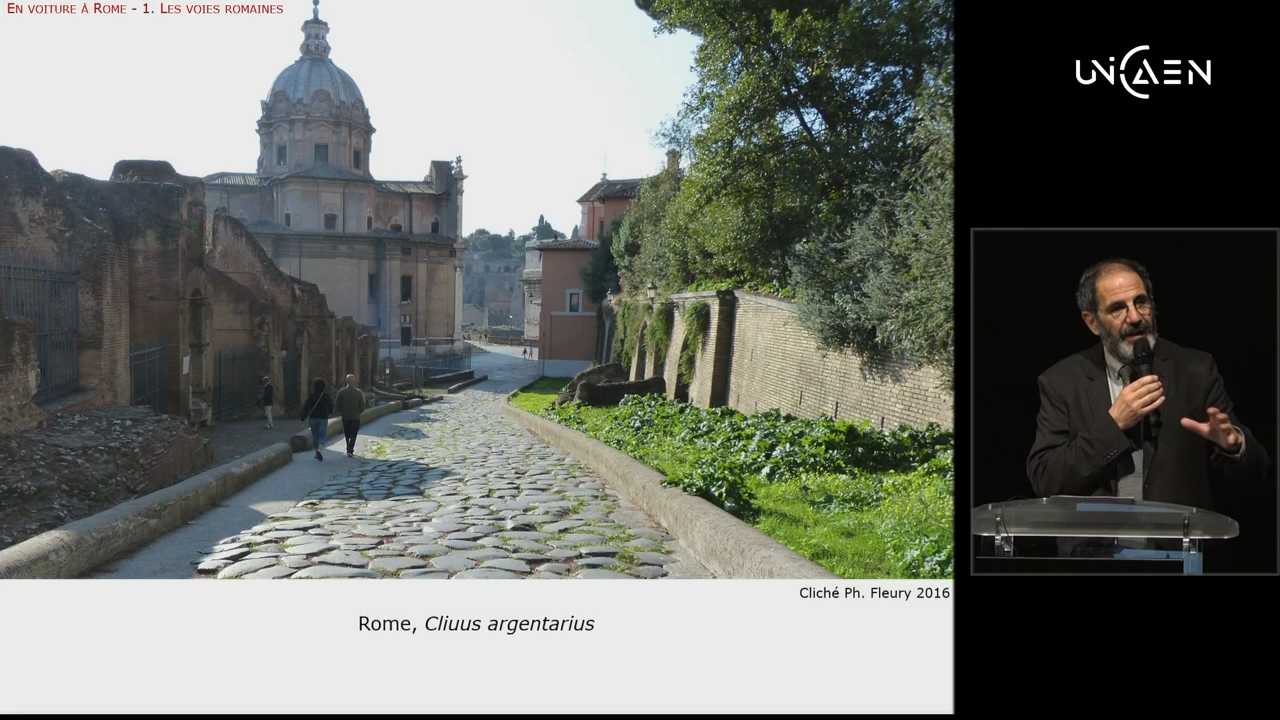 En voiture à Rome - 1. Les voies romaines
UNICAEN
Cliché Ph. Fleury 2016
Rome, Cliuus argentarius